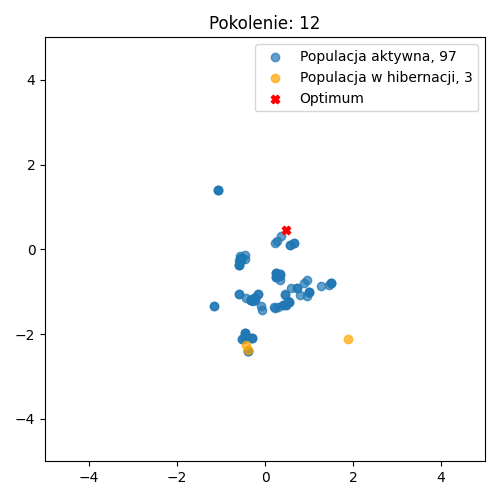 Pokolenie: 12
Populacja aktywna, 97
Populacja w hibernacji, 3
Optimum
4
2
0
−2
−4
−4 −2 0 2 4